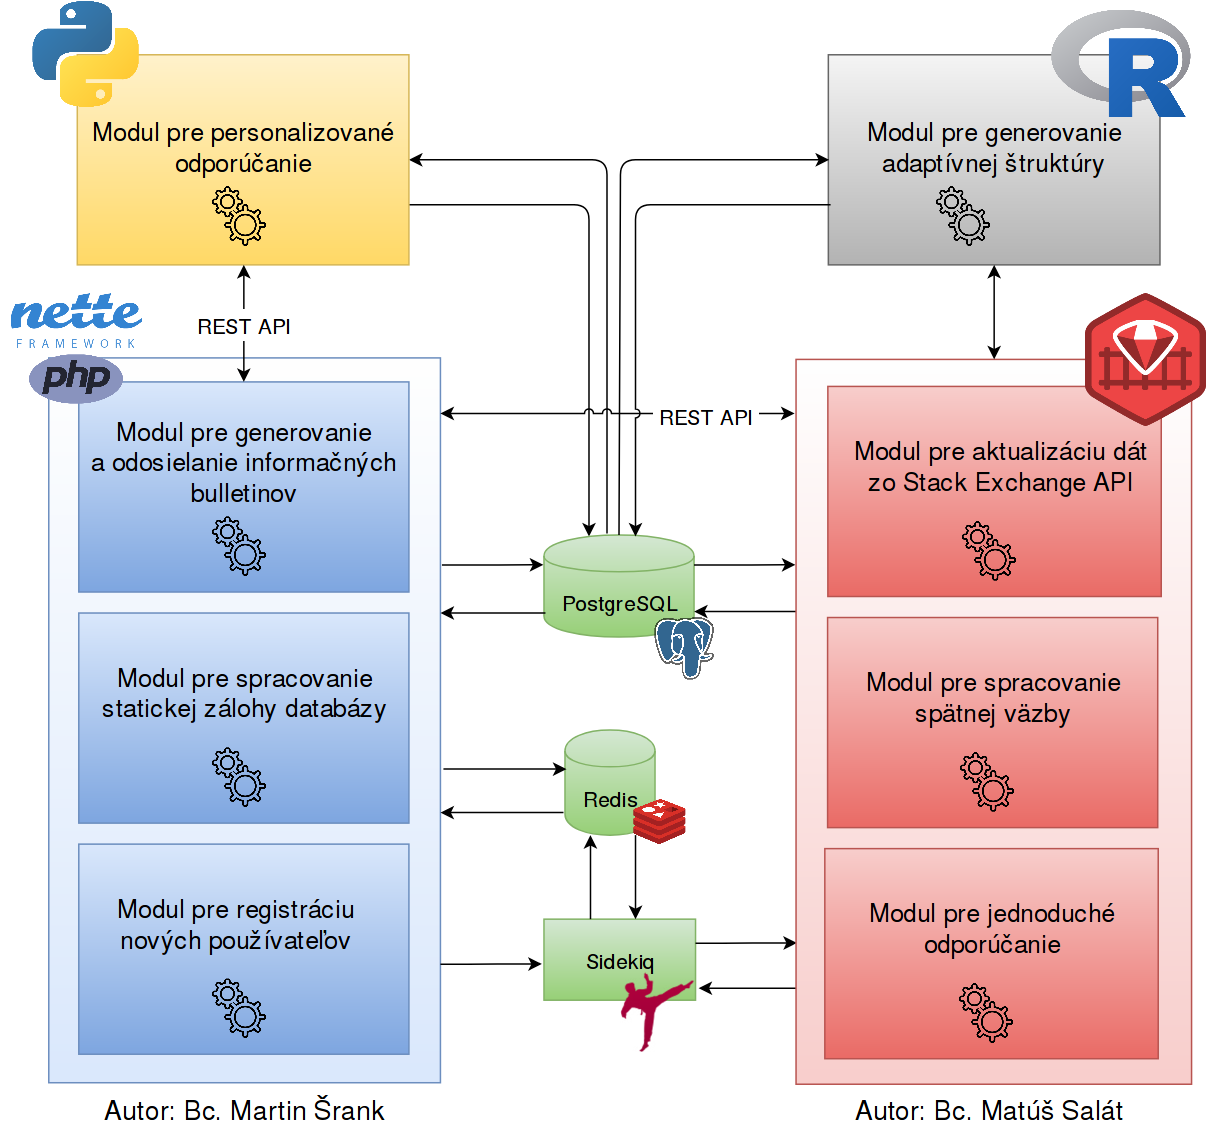 Modul pre personalizované
odporúčanie
R
Modul pre generovanie
adaptívnej štruktúry
nette
FRAMEWORK
php
REST API
Modul pre generovanie
a odosielanie informačných
bulletinov
REST API
Modul pre aktualizáciu dát
zo Stack Exchange API
PostgreSQL
Modul pre spracovanie
statickej zálohy databázy
Modul pre spracovanie
spätnej väzby
Redis
Modul pre registráciu
nových používateľov
Sidekiq
Modul pre jednoduché
odporúčanie
Autor: Bc. Martin Šrank
Autor: Bc. Matúš Salát